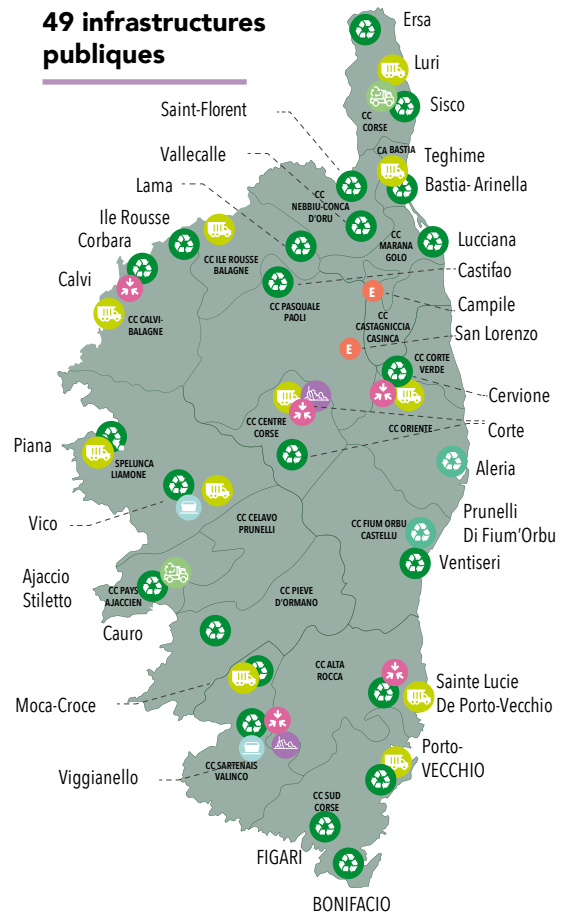 49 infrastructures
publiques
Ersa
Luri
Sisco
CC
CORSE
Saint-Florent
CA BASTIA
Teghime
Vallecalle
Bastia- Arinella
Lama
CC
NEBBIU-CONCA
D'ORU
Ile Rousse
CC
MARANA
GOLO
Lucciana
Corbara
CC ILE ROUSSE
BALAGNE
Castifao
Calvi
CC PASQUALE
PAOLI
E
Campile
CC CALVI-
BALAGNE
CC
CASTAGNICCIA
CASINCA
San Lorenzo
E
CC CORTE
VERDE
Cervione
CC CENTRE
CORSE
CC ORIENTE
Corte
Piana
SPELUNCA
LIAMONE
Aleria
Vico
CC CELAVO
PRUNELLI
CC FIUM ORBU
CASTELLU
Prunelli
Di Fium'Orbu
Ventiseri
Ajaccio
Stiletto
CC PAYS
AJACCIEN
CC PIEVE
D'ORMANO
Cauro
CC ALTA
ROCCA
Moca-Croce
Sainte Lucie
De Porto-Vecchio
Viggianello
CC SARTENAIS
VALINCO
Porto-
VECCHIO
CC SUD
CORSE
FIGARI
BONIFACIO